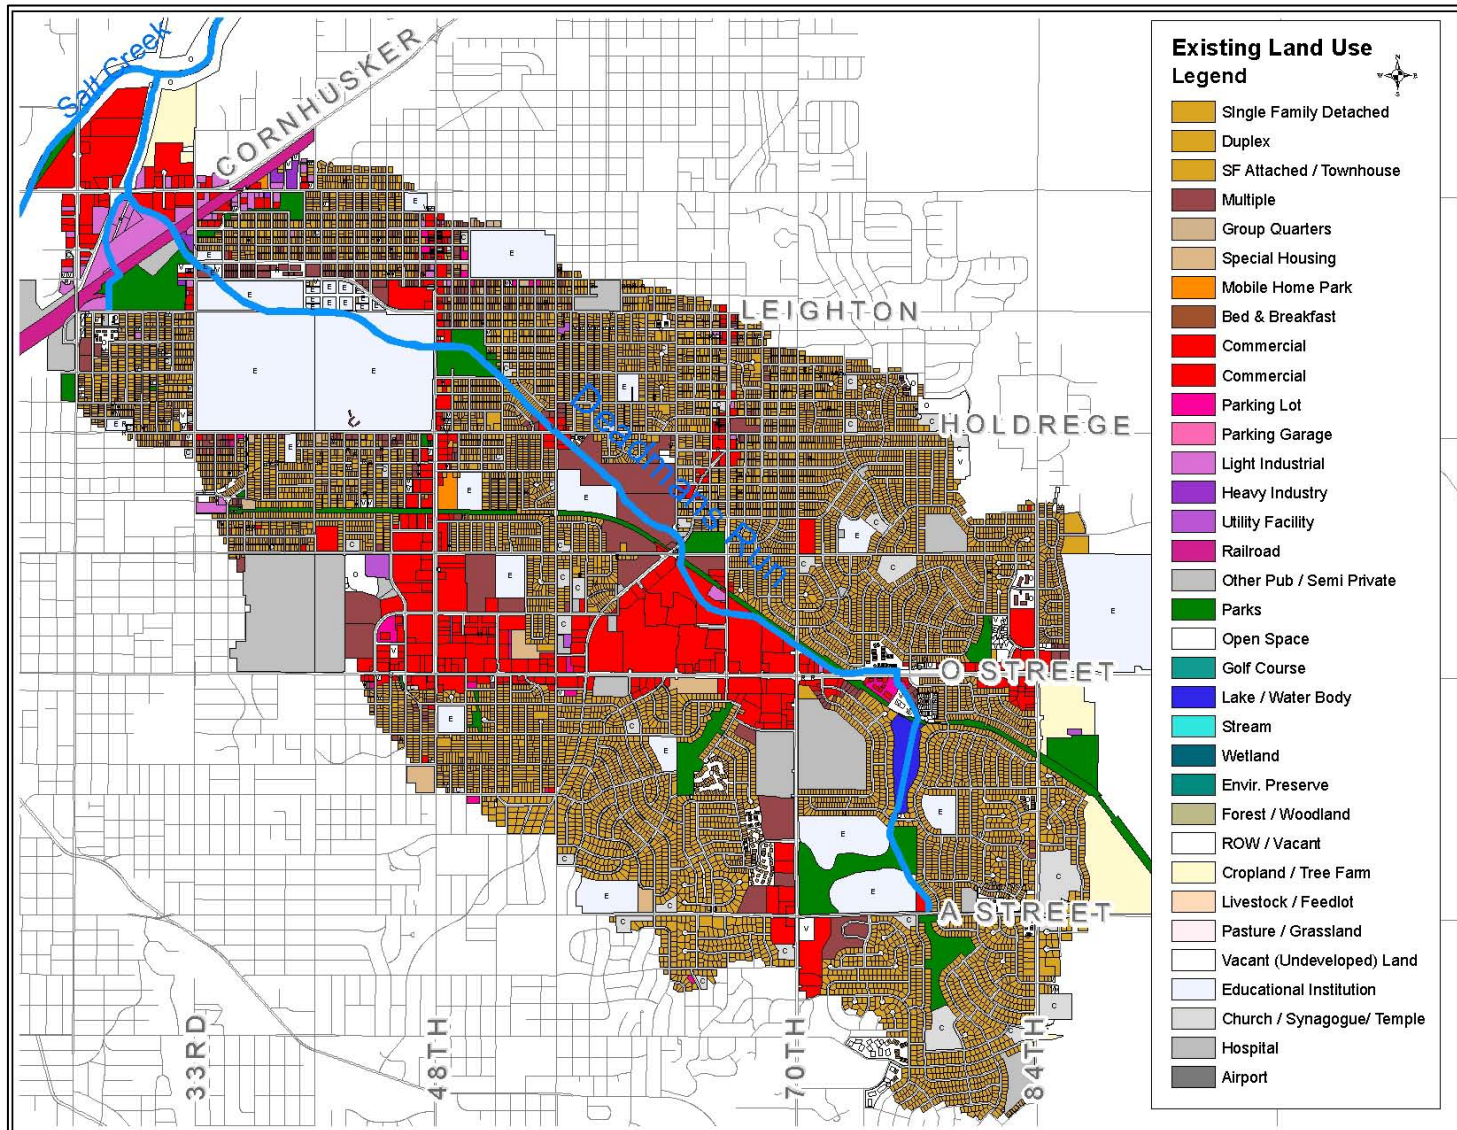 Existing Land Use
Legend
N
W E
S
SIngle Family Detached
Duplex
SF Attached / Townhouse
Multiple
Group Quarters
Special Housing
Mobile Home Park
Bed & Breakfast
Commercial
Commercial
Parking Lot
Parking Garage
Light Industrial
Heavy Industry
Utility Facility
Railroad
Other Pub / Semi Private
Parks
Open Space
Golf Course
Lake / Water Body
Stream
Wetland
Envir. Preserve
Forest / Woodland
ROW / Vacant
Cropland / Tree Farm
Livestock / Feedlot
Pasture / Grassland
Vacant (Undeveloped) Land
Educational Institution
Church / Synagogue/ Temple
Hospital
Airport
Salt Creek
CORNHUSKER
LEIGHTON
HOLDREGE
Deadmans Run
O STREET
A STREET
33RD
48TH
70TH
84TH